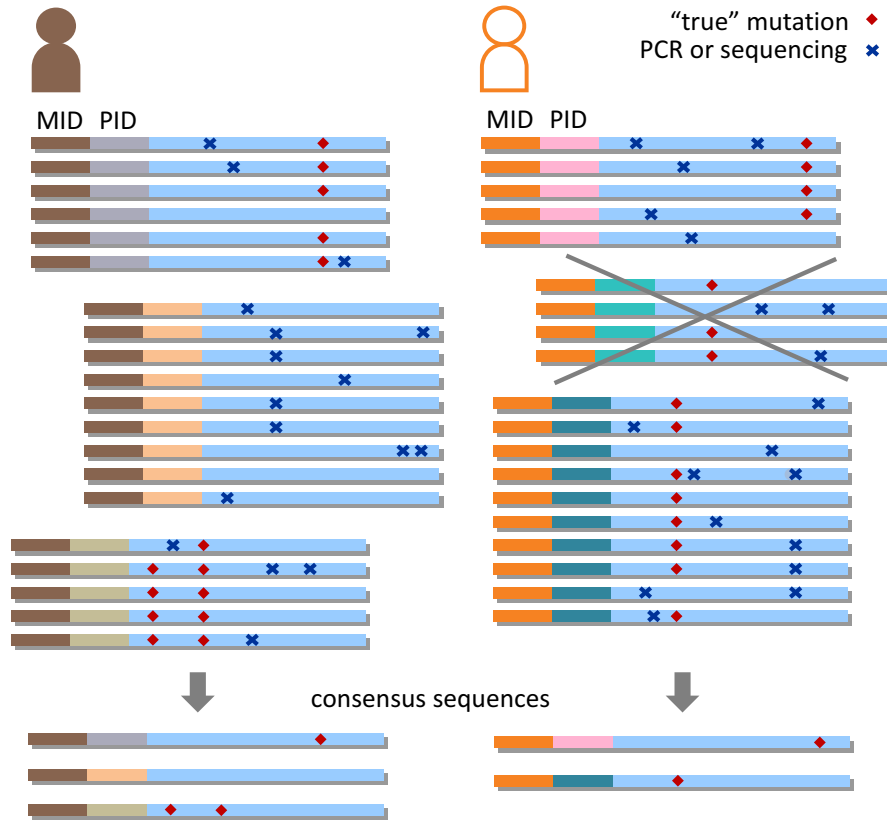 “true” mutation
PCR or sequencing
MID PID
MID PID
consensus sequences